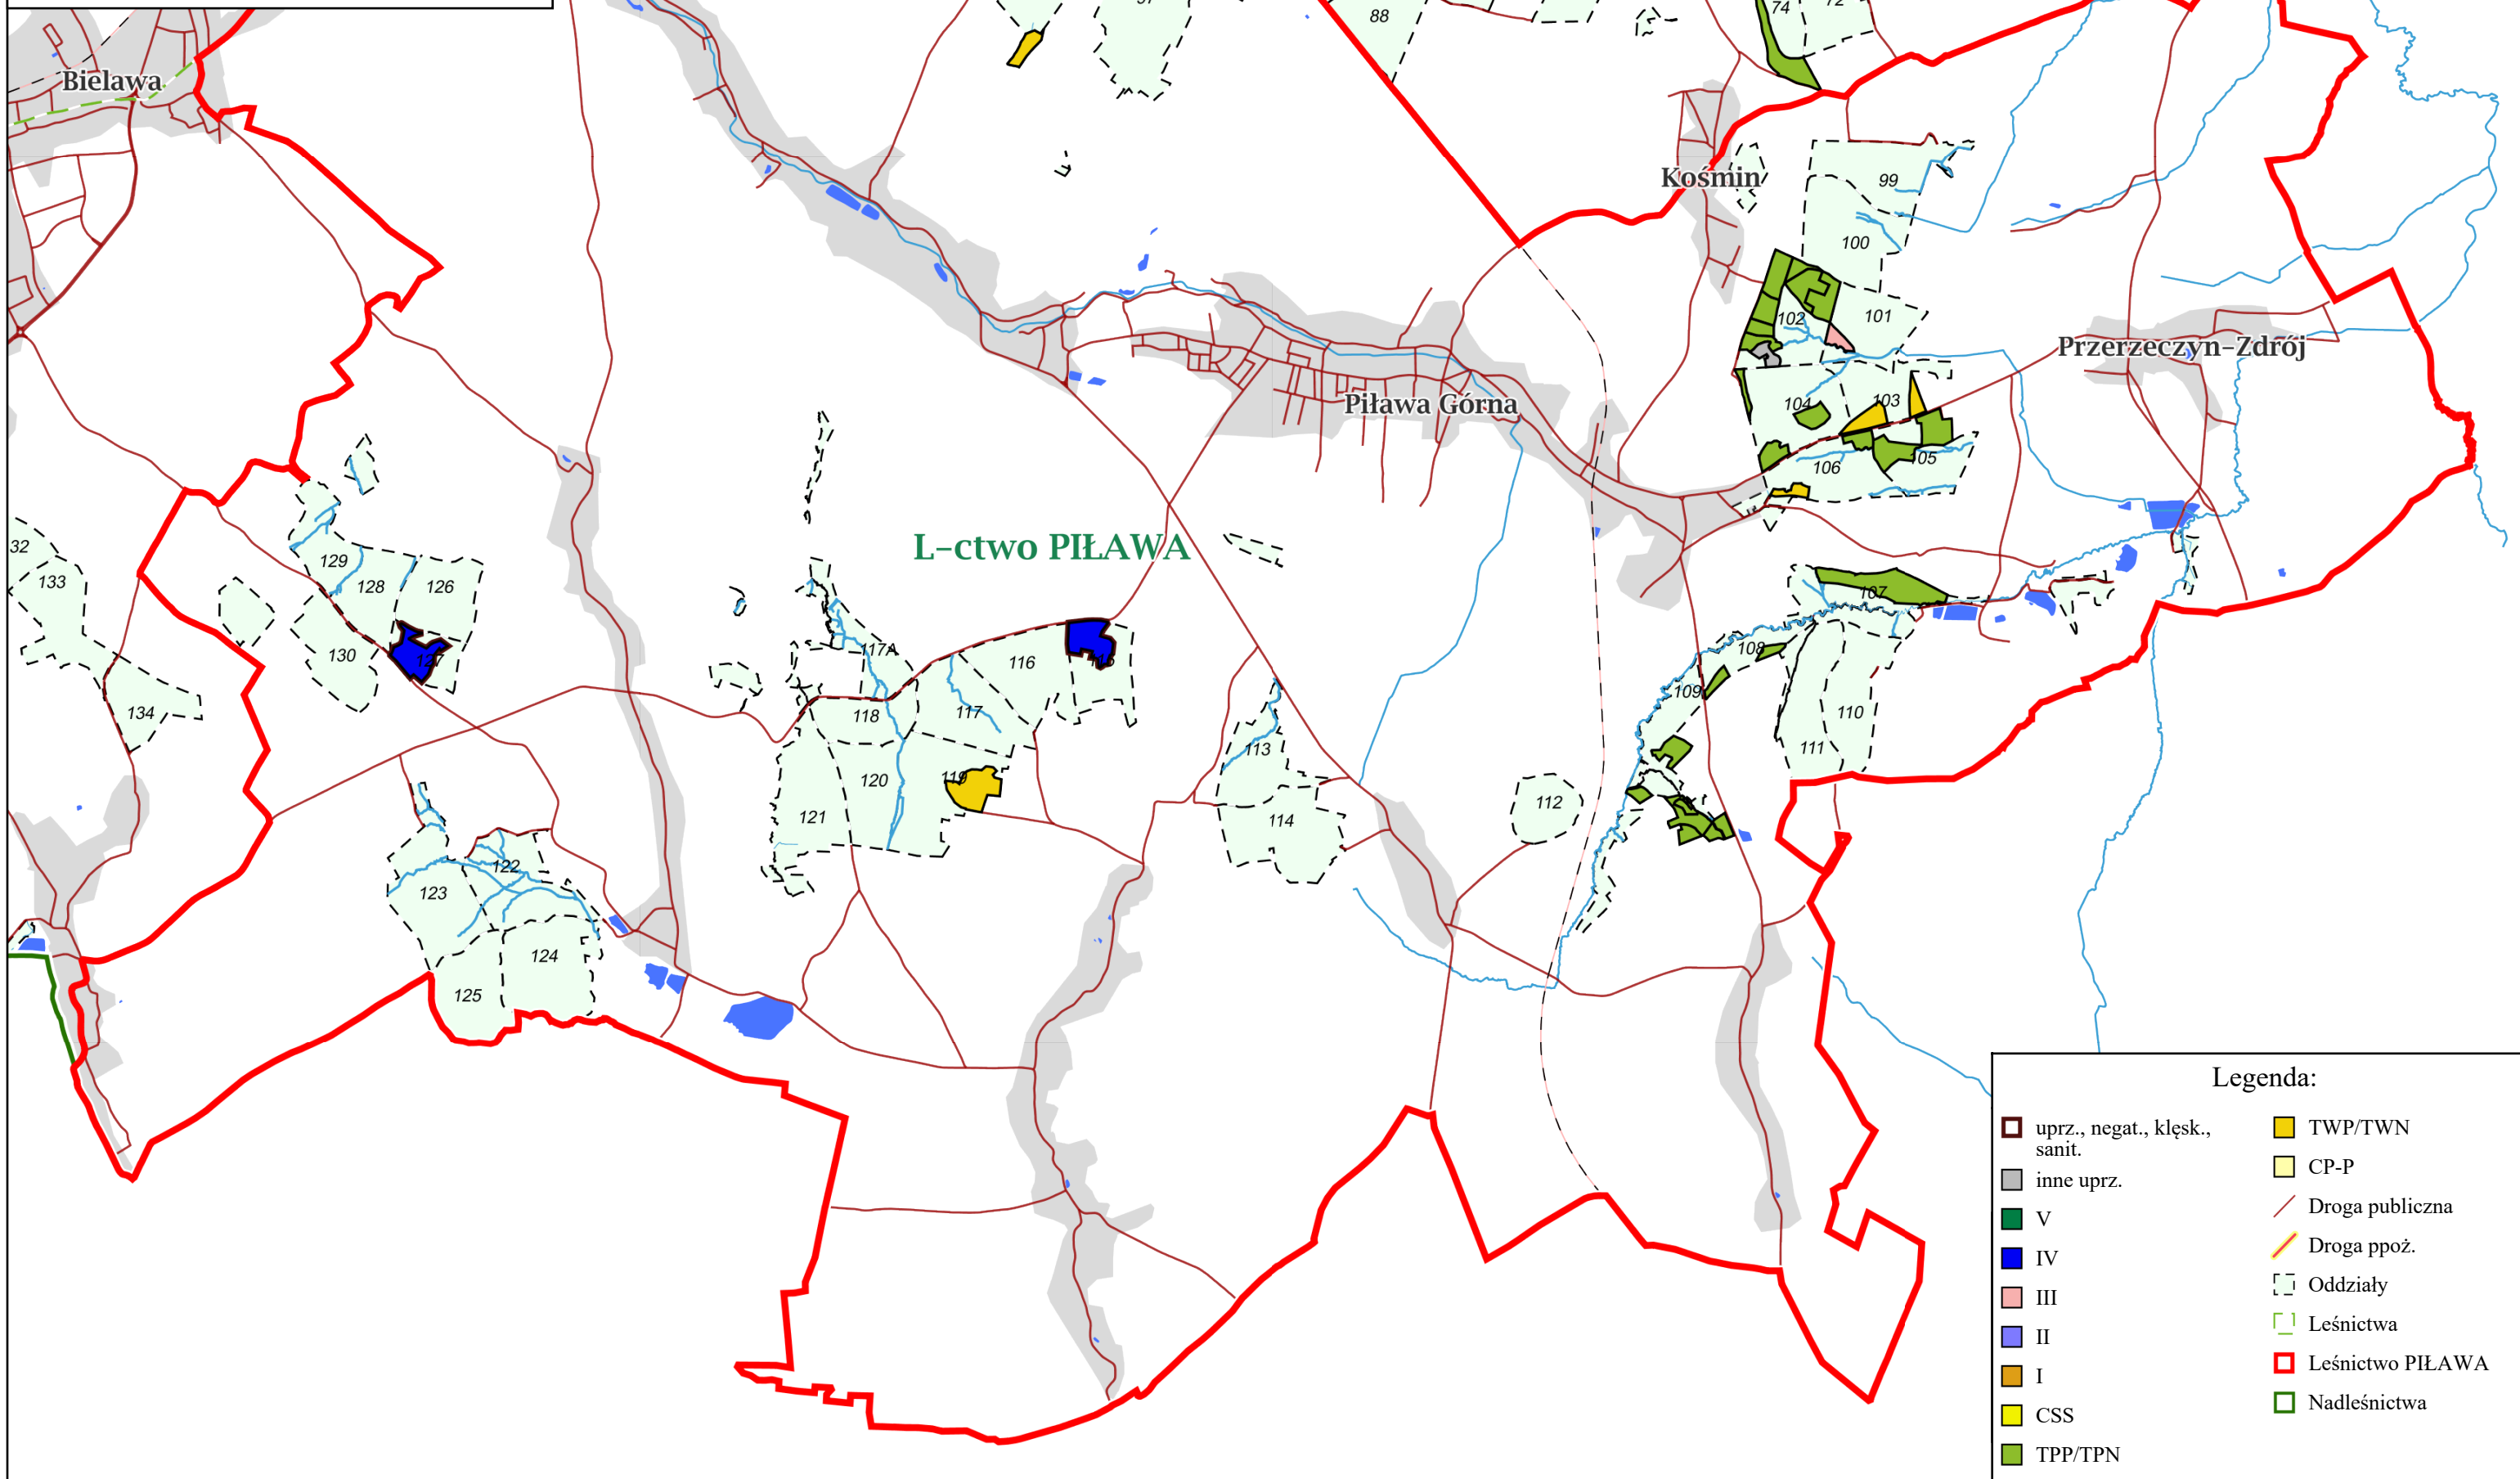 88
74
72
Bielawa
Kośmin
99
100
102
101
Przerzeczyn-Zdrój
Piława Górna
104
103
106
105
L-ctwo PIŁAWA
32
133
129
128
126
107
130
127
117A
116
108
109
134
118
117
110
113
111
119
120
112
121
114
122
123
124
125
Legenda:
uprz., negat., klęsk.,
sanit.
inne uprz.
V
IV
III
II
I
CSS
TPP/TPN
TWP/TWN
CP-P
Droga publiczna
Droga ppoż.
Oddziały
Leśnictwa
Leśnictwo PIŁAWA
Nadleśnictwa